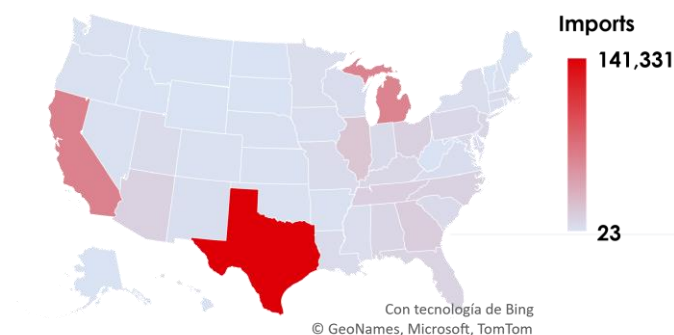 Imports
141,331
23
Con tecnología de Bing
© GeoNames, Microsoft, TomTom